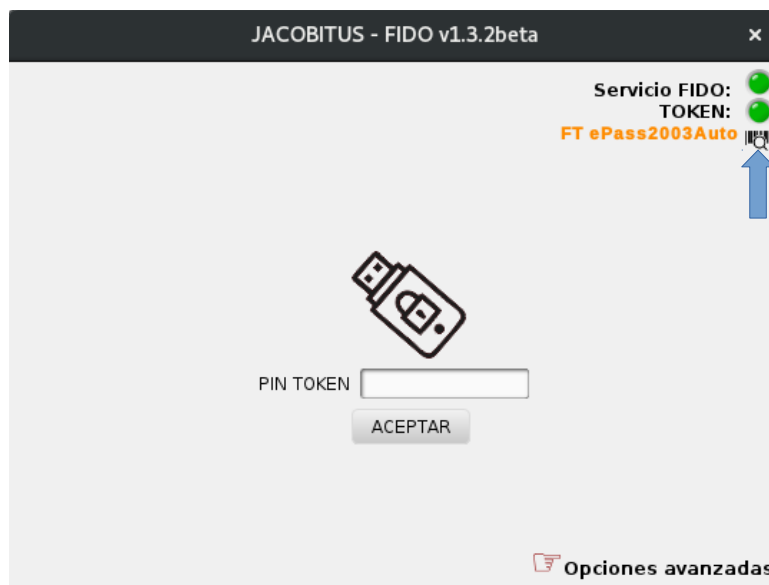 JACOBITUS - FIDO v1.3.2beta
Servicio FIDO:
TOKEN:
FT ePass2003Auto
PIN TOKEN
ACEPTAR
Opciones avanzadas